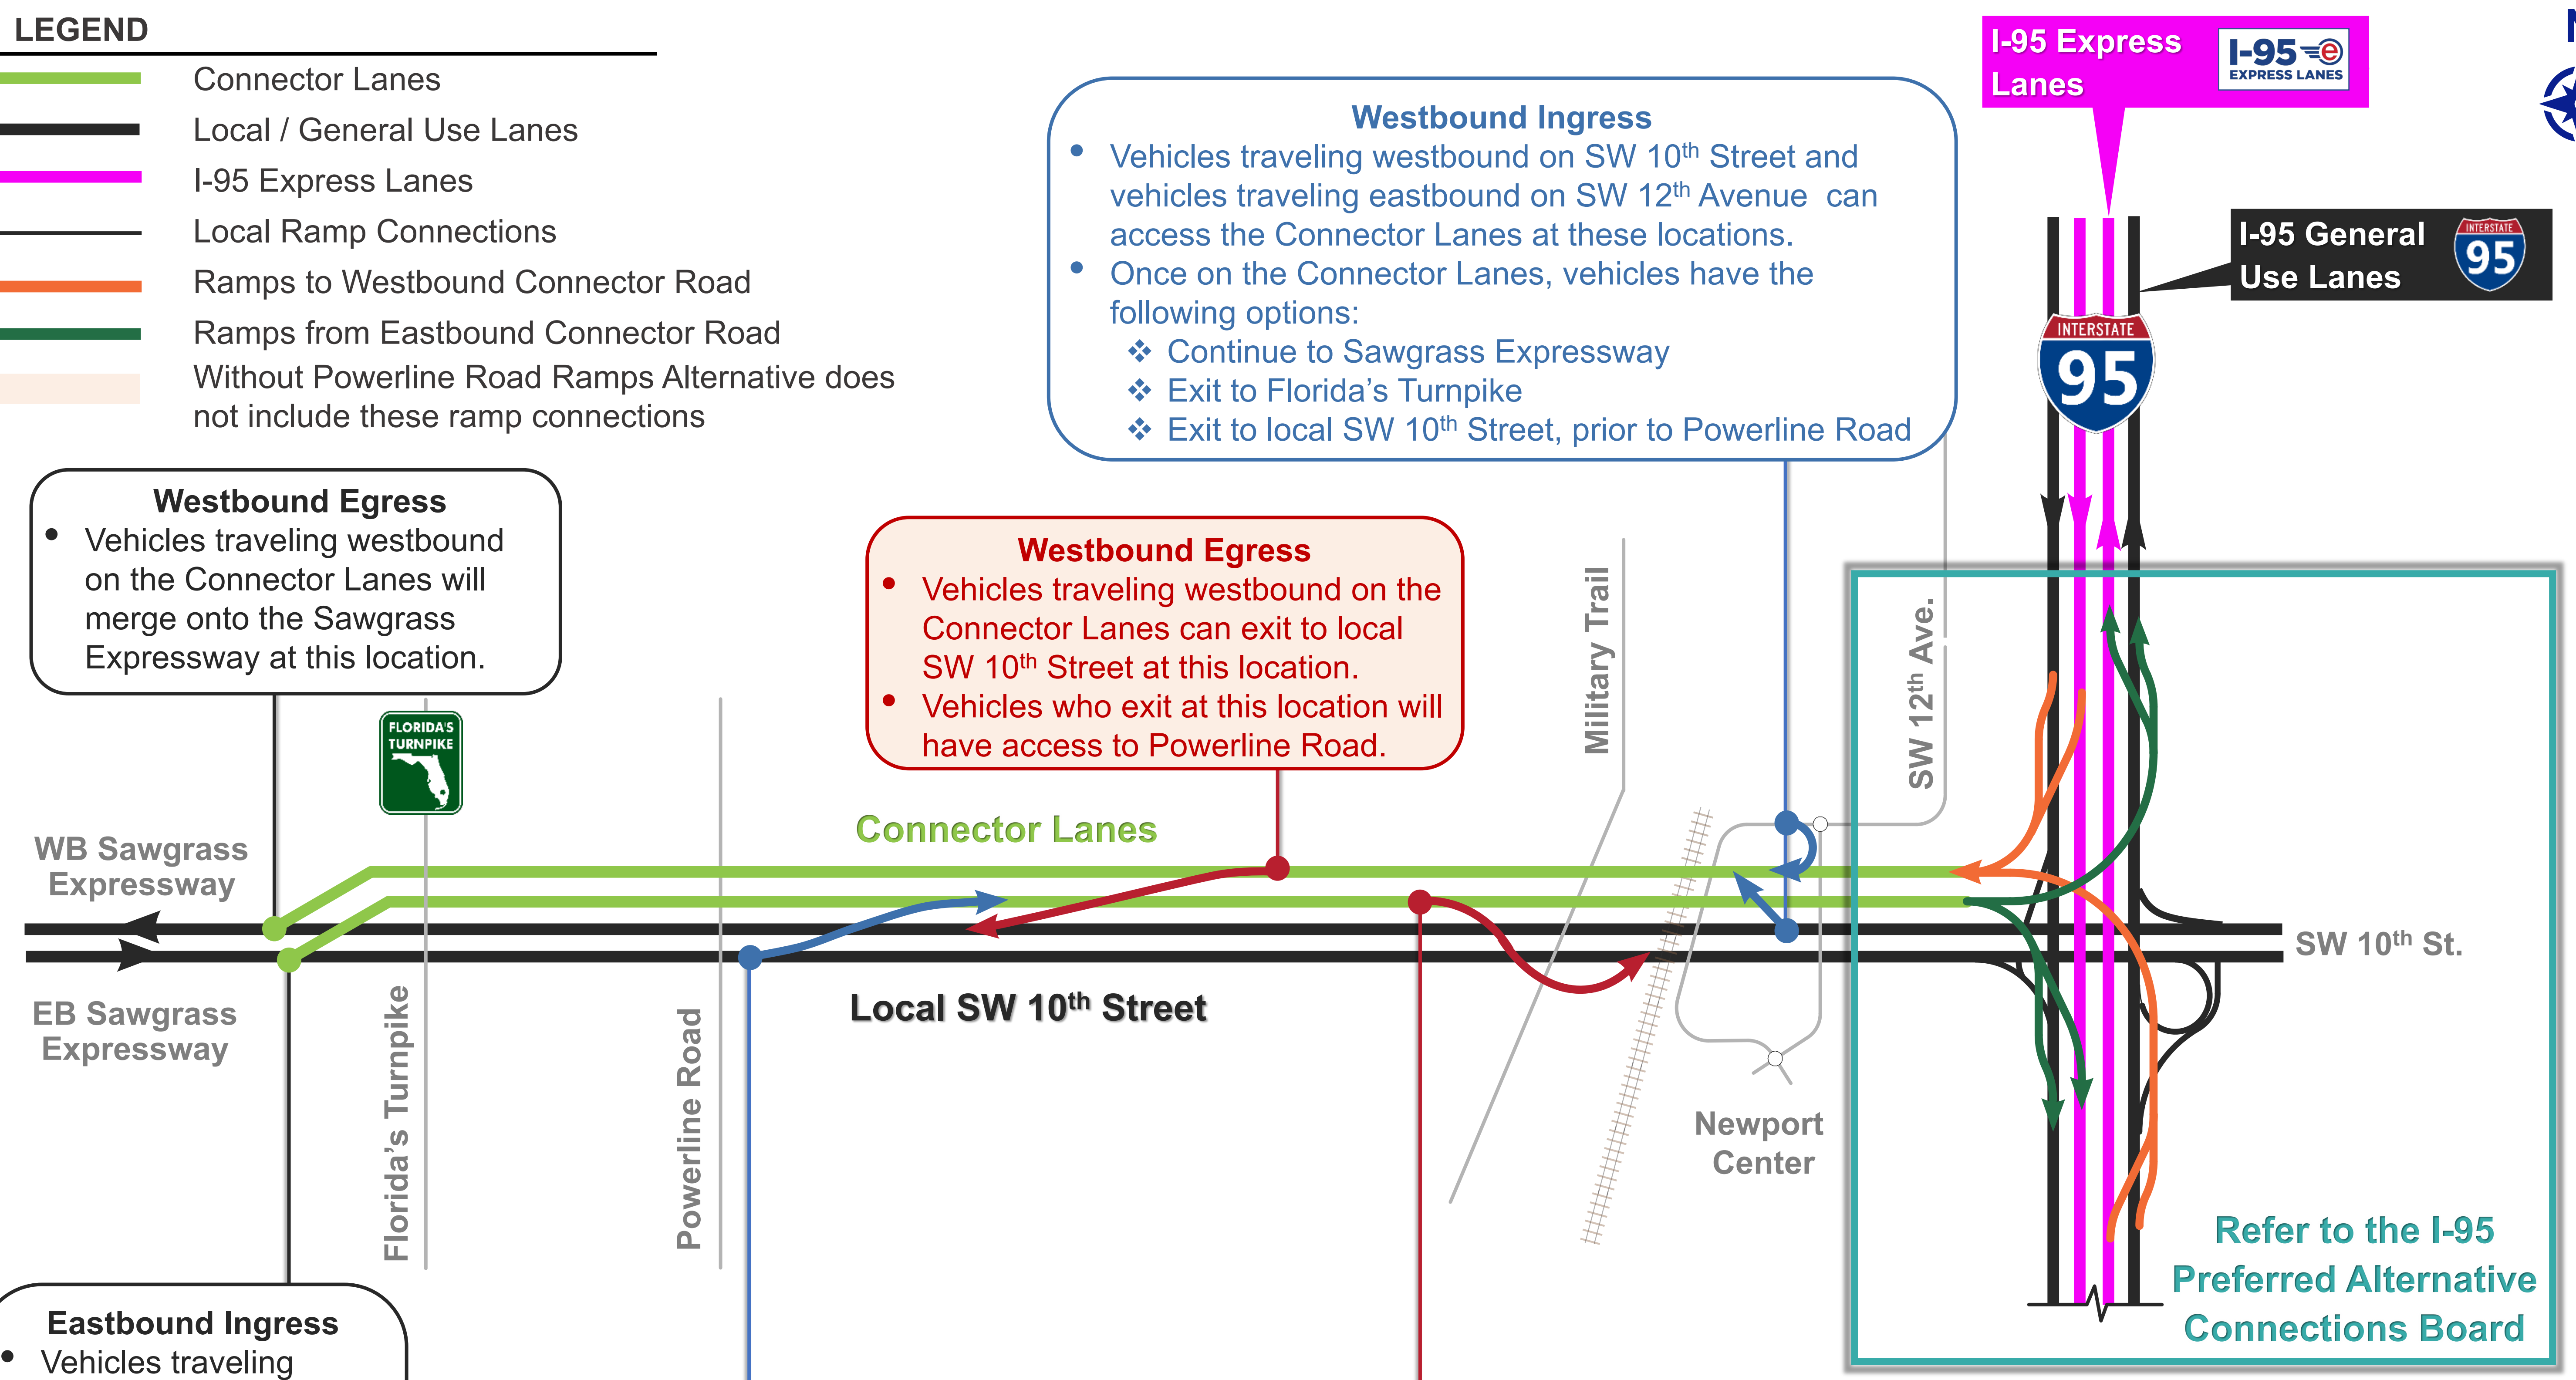 LEGEND
Connector Lanes
Local / General Use Lanes
I-95 Express Lanes
Local Ramp Connections
Ramps to Westbound Connector Road
Ramps from Eastbound Connector Road
Without Powerline Road Ramps Alternative does
not include these ramp connections
Westbound Ingress
• Vehicles traveling westbound on SW 10th Street and
vehicles traveling eastbound on SW 12th Avenue can
access the Connector Lanes at these locations.
• Once on the Connector Lanes, vehicles have the
following options:
❖ Continue to Sawgrass Expressway
❖ Exit to Florida's Turnpike
❖ Exit to local SW 10th Street, prior to Powerline Road
I-95 Express
Lanes
I-95 e
EXPRESS LANES
I-95 General
Use Lanes
INTERSTATE
95
INTERSTATE
95
Westbound Egress
• Vehicles traveling westbound
on the Connector Lanes will
merge onto the Sawgrass
Expressway at this location.
Westbound Egress
• Vehicles traveling westbound on the
Connector Lanes can exit to local
SW 10th Street at this location.
• Vehicles who exit at this location will
have access to Powerline Road.
Military Trail
SW 12th Ave.
FLORIDA'S
TURNPIKE
WB Sawgrass
Expressway
Connector Lanes
SW 10th St.
EB Sawgrass
Expressway
Florida's Turnpike
Powerline Road
Local SW 10th Street
Newport
Center
Refer to the I-95
Preferred Alternative
Connections Board
Eastbound Ingress
• Vehicles traveling